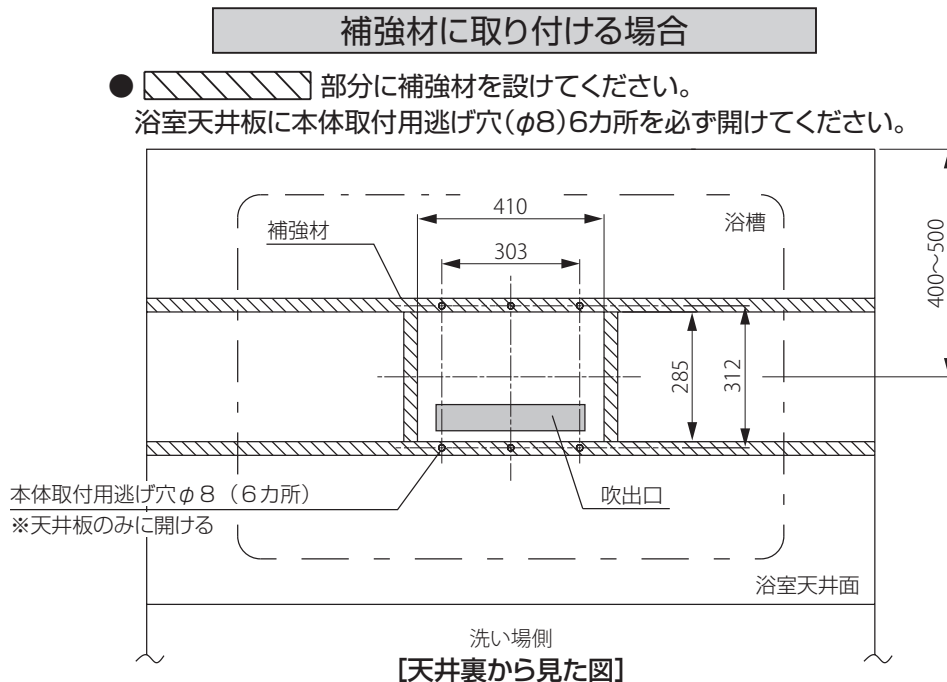 補強材に取り付ける場合
● 部分に補強材を設けてください。
浴室天井板に本体取付用逃げ穴(φ8)6カ所を必ず開けてください。
410
浴槽
補強材
303
400〜500
285
312
本体取付用逃げ穴φ8（6カ所）
※天井板のみに開ける
吹出口
浴室天井面
洗い場側
[天井裏から見た図]